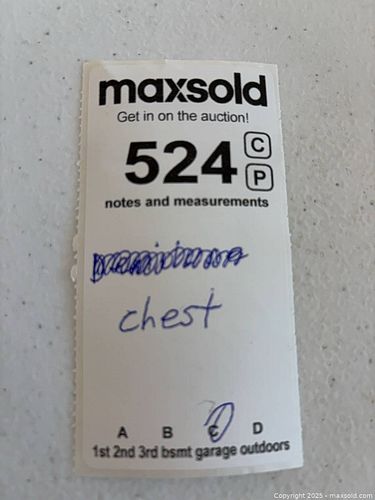 maxsold
Get in on the auction!
524 C
P
notes and measurements
chest
A B C D
1st 2nd 3rd bsmt garage outdoors
Copyright 2025 - maxsold.com